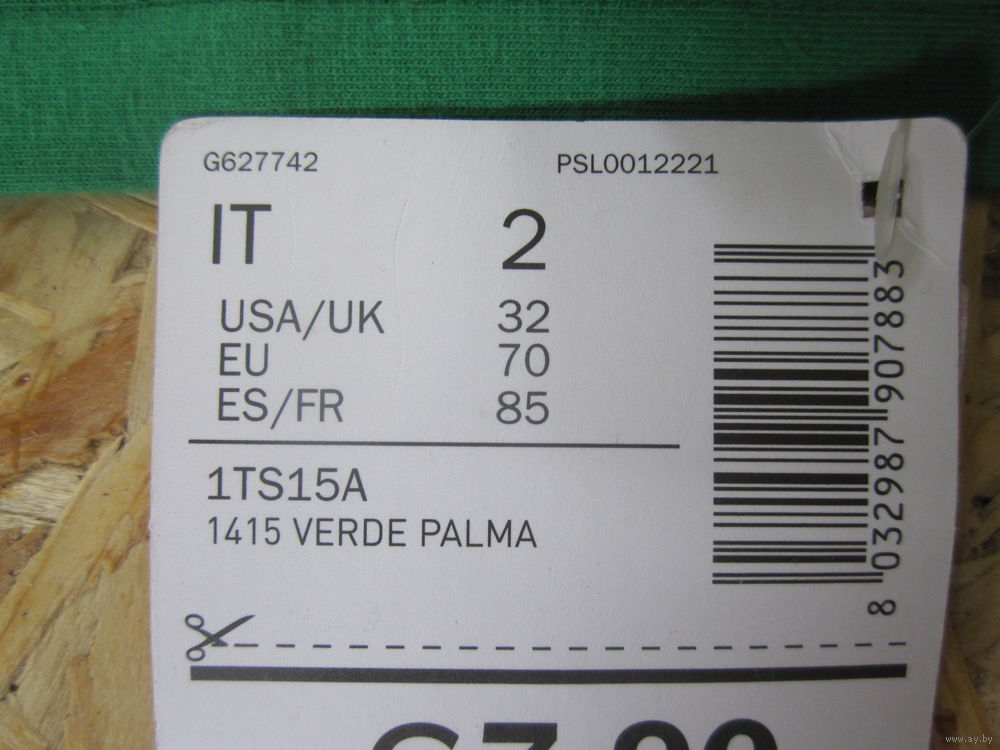 G627742 PSL0012221
IT 2
USA/UK 32
EU 70
ES/FR 85
1TS15A
1415 VERDE PALMA
8 032987 907883
www.ay.by